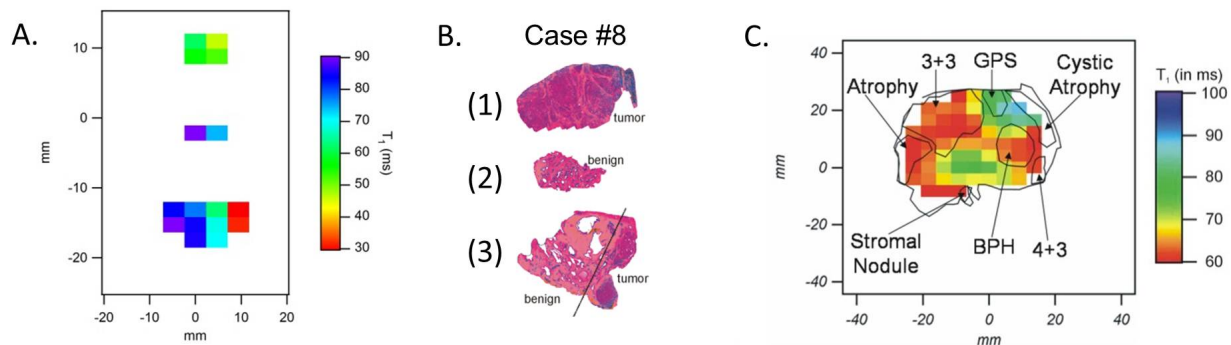 A.
10
0
-10
-20
mm
-20
-10
0
10
20
mm
90
80
70
60
50
40
30
T₁ (ms)
B.
Case #8
(1)
tumor
(2)
benign
(3)
tumor
benign
C.
40
20
0
-20
-40
mm
-40
-20
0
20
40
mm
3+3
GPS
Cystic
Atrophy
Atrophy
Stromal
Nodule
BPH
4+3
T₁ (in ms)
100
90
80
70
60